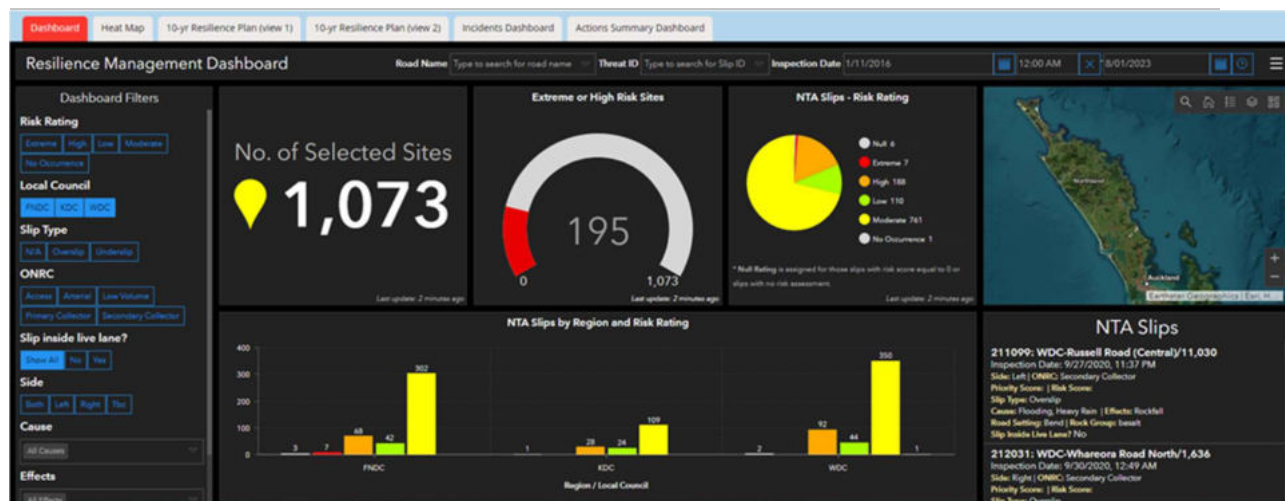 Dashboard Heat Map 10-yr Resilience Plan (view 1) 10-yr Resilience Plan (view 2) Incidents Dashboard Actions Summary Dashboard
Resilience Management Dashboard Road Name Type to search for road name Threat ID Type to search for Slip ID Inspection Date 1/11/2016 12:00 AM 8/01/2023
Dashboard Filters
Risk Rating
Extreme High Low Moderate
No Occurrence
Local Council
FNDC KDC WDC
Slip Type
N/A Overslip Underslip
ONRC
Access Arterial Low Volume
Primary Collector Secondary Collector
Slip inside live lane?
Show All No Yes
Side
Both Left Right Tbc
Cause
All Causes
Effects
All Effects
No. of Selected Sites
1,073
Last update: 2 minutes ago
Extreme or High Risk Sites
195
0 1,073
Last update: 2 minutes ago
NTA Slips - Risk Rating
Null 6
Extreme 7
High 188
Low 110
Moderate 761
No Occurrence 1
* Null Rating is assigned for those slips with risk score equal to 0 or
slips with no risk assessment.
Last update: 2 minutes ago
Northland
Auckland
Earthstar Geographics | Esri, H...
NTA Slips by Region and Risk Rating
400
300
200
100
0
3 7 68 42 302
1 28 24 109
2 92 44 350 1
FNDC KDC WDC
Region / Local Council
NTA Slips
211099: WDC-Russell Road (Central)/11,030
Inspection Date: 9/27/2020, 11:37 PM
Side: Left | ONRC: Secondary Collector
Priority Score: | Risk Score:
Slip Type: Overslip
Cause: Flooding, Heavy Rain | Effects: Rockfall
Road Setting: Bend | Rock Group: basalt
Slip Inside Live Lane? No
212031: WDC-Whareora Road North/1,636
Inspection Date: 9/30/2020, 12:49 AM
Side: Right | ONRC: Secondary Collector
Priority Score: | Risk Score:
Slip Type: Overslip